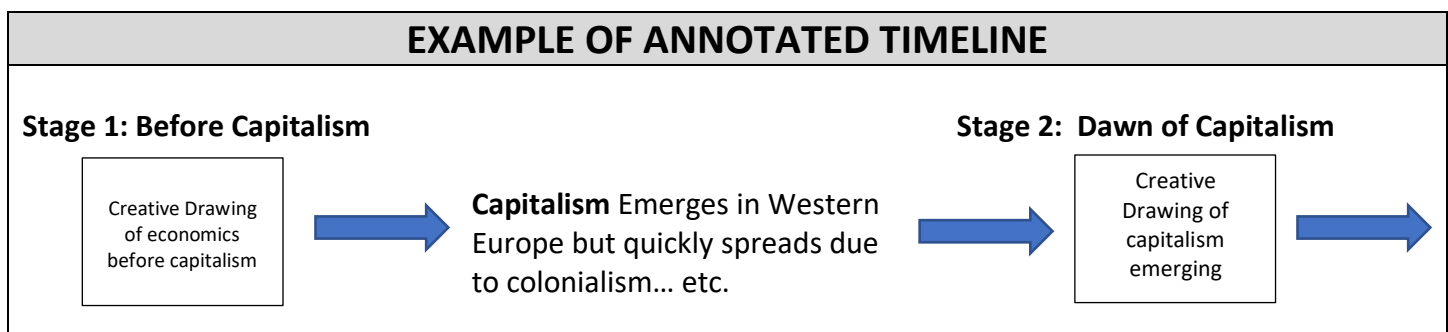 EXAMPLE OF ANNOTATED TIMELINE
Stage 1: Before Capitalism
Creative Drawing
of economics
before capitalism
Capitalism Emerges in Western
Europe but quickly spreads due
to colonialism… etc.
Stage 2:  Dawn of Capitalism
Creative
Drawing of
capitalism
emerging